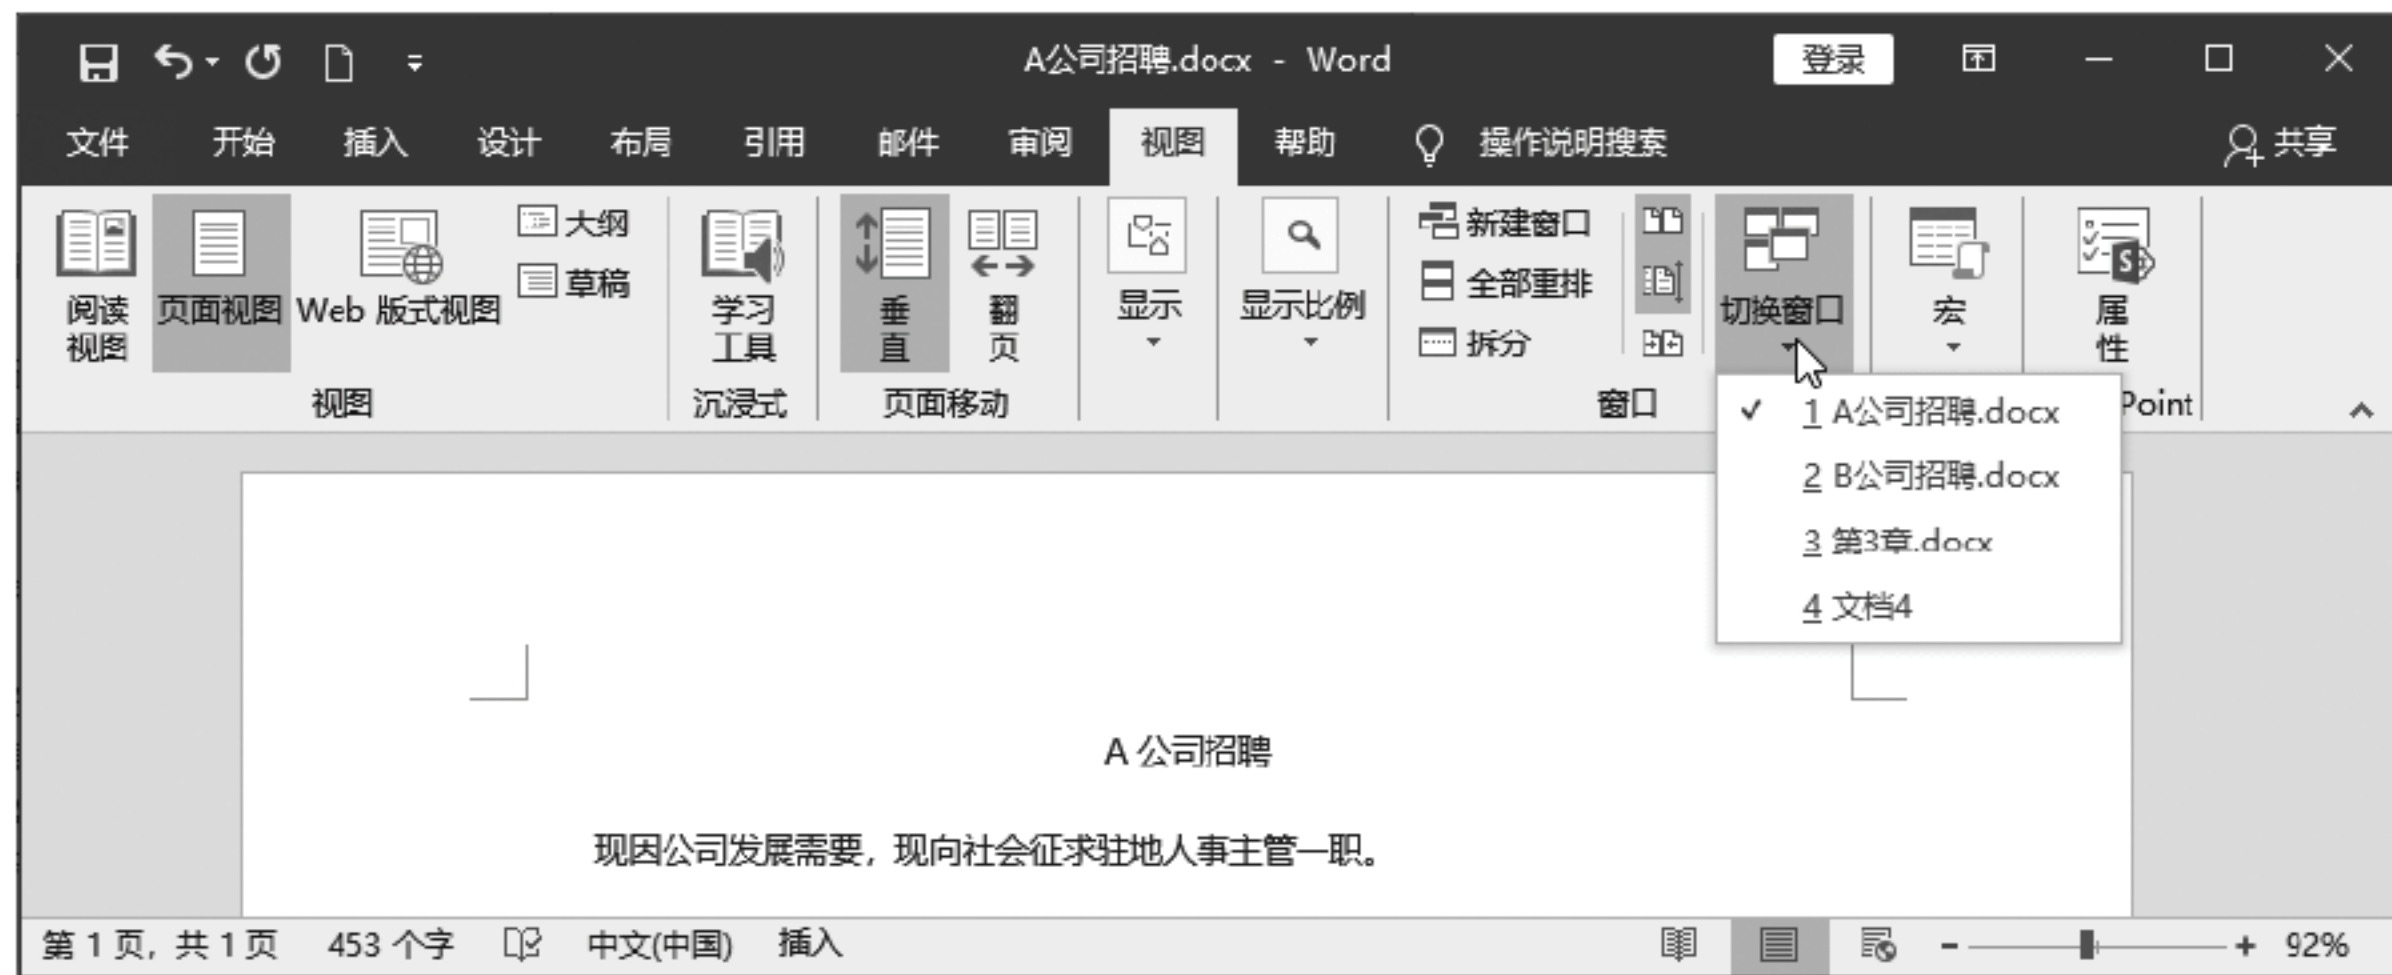 A公司招聘.docx - Word
登录
文件 开始 插入 设计 布局 引用 邮件 审阅 视图 帮助 操作说明搜索 共享
阅读视图
页面视图
Web 版式视图
大纲
草稿
视图
学习工具
沉浸式
垂直
翻页
页面移动
显示
显示比例
新建窗口
全部重排
拆分
切换窗口
窗口
宏
属性
Point
1 A公司招聘.docx
2 B公司招聘.docx
3 第3章.docx
4 文档4
A 公司招聘
现因公司发展需要，现向社会征求驻地人事主管一职。
第 1 页，共 1 页 453 个字 中文(中国) 插入 92%